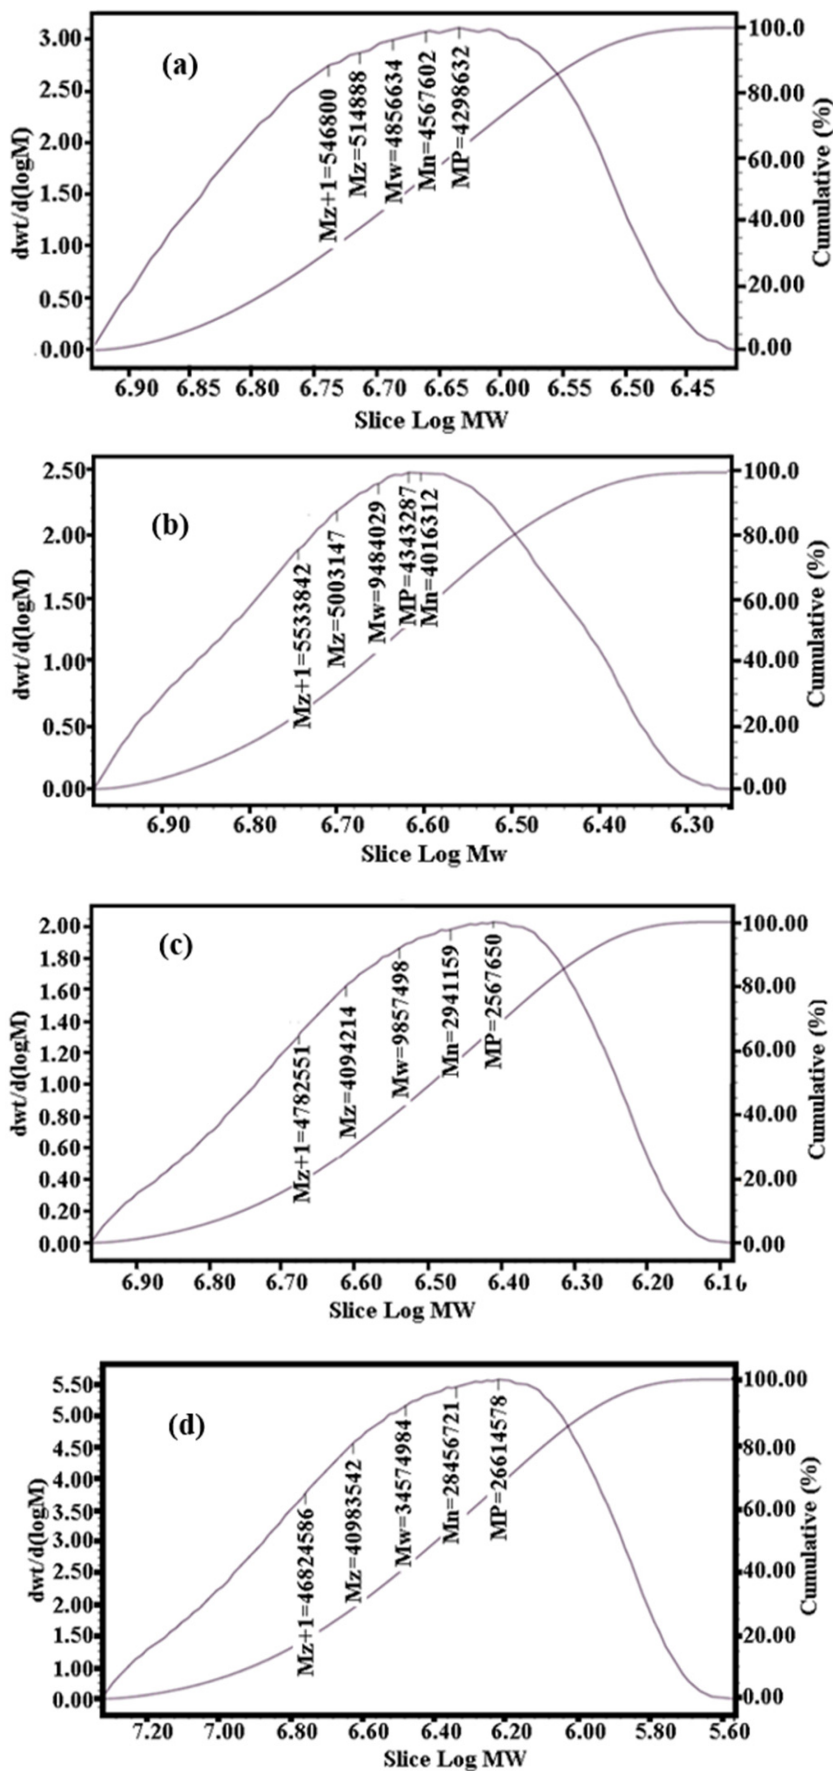 (a)
dwt/d(logM)
3.00
2.50
2.00
1.50
1.00
0.50
0.00
Mz+1=546800
Mz=514888
Mw=4856634
Mn=4567602
MP=4298632
100.0
80.00
60.00
40.00
20.00
0.00
Cumulative (%)
6.90 6.85 6.80 6.75 6.70 6.65 6.00 6.55 6.50 6.45
Slice Log MW
(b)
dwt/d(logM)
2.50
2.00
1.50
1.00
0.50
0.00
Mz+1=5533842
Mz=5003147
Mw=9484029
MP=4343287
Mn=4016312
100.0
80.00
60.00
40.00
20.00
0.00
Cumulative (%)
6.90 6.80 6.70 6.60 6.50 6.40 6.30
Slice Log Mw
(c)
dwt/d(logM)
2.00
1.80
1.60
1.40
1.20
1.00
0.80
0.60
0.40
0.20
0.00
Mz+1=4782551
Mz=4094214
Mw=9857498
Mn=2941159
MP=2567650
100.00
80.00
60.00
40.00
20.00
0.00
Cumulative (%)
6.90 6.80 6.70 6.60 6.50 6.40 6.30 6.20 6.10
Slice Log MW
(d)
dwt/d(logM)
5.50
5.00
4.50
4.00
3.50
3.00
2.50
2.00
1.50
1.00
0.00
Mz+1=46824586
Mz=40983542
Mw=34574984
Mn=28456721
MP=26614578
100.00
80.00
60.00
40.00
20.00
0.00
Cumulative (%)
7.20 7.00 6.80 6.60 6.40 6.20 6.00 5.80 5.60
Slice Log MW